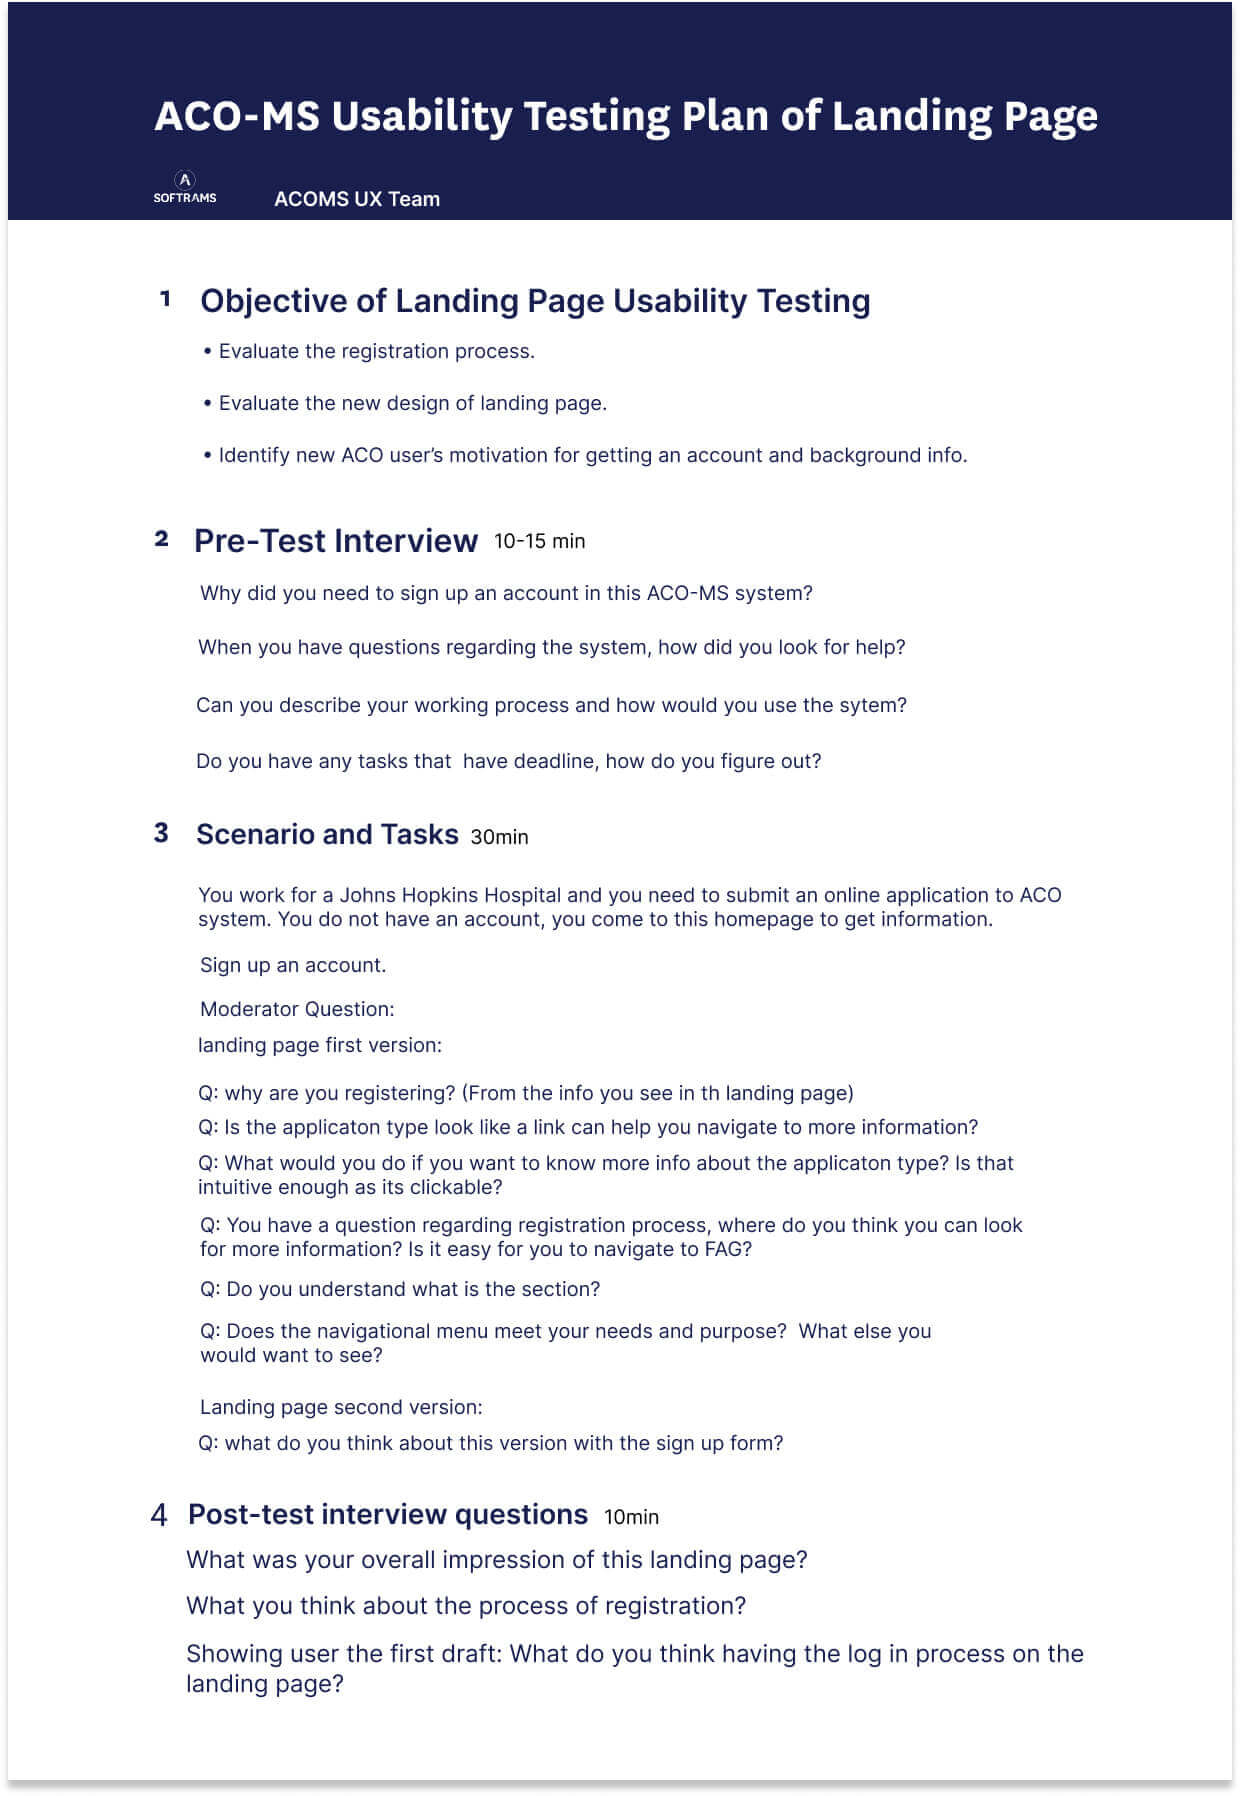 ACO-MS Usability Testing Plan of Landing Page
A
SOFTRAMS
ACOMS UX Team
1 Objective of Landing Page Usability Testing
• Evaluate the registration process.
• Evaluate the new design of landing page.
• Identify new ACO user's motivation for getting an account and background info.
2 Pre-Test Interview 10-15 min
Why did you need to sign up an account in this ACO-MS system?
When you have questions regarding the system, how did you look for help?
Can you describe your working process and how would you use the sytem?
Do you have any tasks that  have deadline, how do you figure out?
3 Scenario and Tasks 30min
You work for a Johns Hopkins Hospital and you need to submit an online application to ACO
system. You do not have an account, you come to this homepage to get information.
Sign up an account.
Moderator Question:
landing page first version:
Q: why are you registering? (From the info you see in th landing page)
Q: Is the applicaton type look like a link can help you navigate to more information?
Q: What would you do if you want to know more info about the applicaton type? Is that
intuitive enough as its clickable?
Q: You have a question regarding registration process, where do you think you can look
for more information? Is it easy for you to navigate to FAG?
Q: Do you understand what is the section?
Q: Does the navigational menu meet your needs and purpose?  What else you
would want to see?
Landing page second version:
Q: what do you think about this version with the sign up form?
4 Post-test interview questions 10min
What was your overall impression of this landing page?
What you think about the process of registration?
Showing user the first draft: What do you think having the log in process on the
landing page?